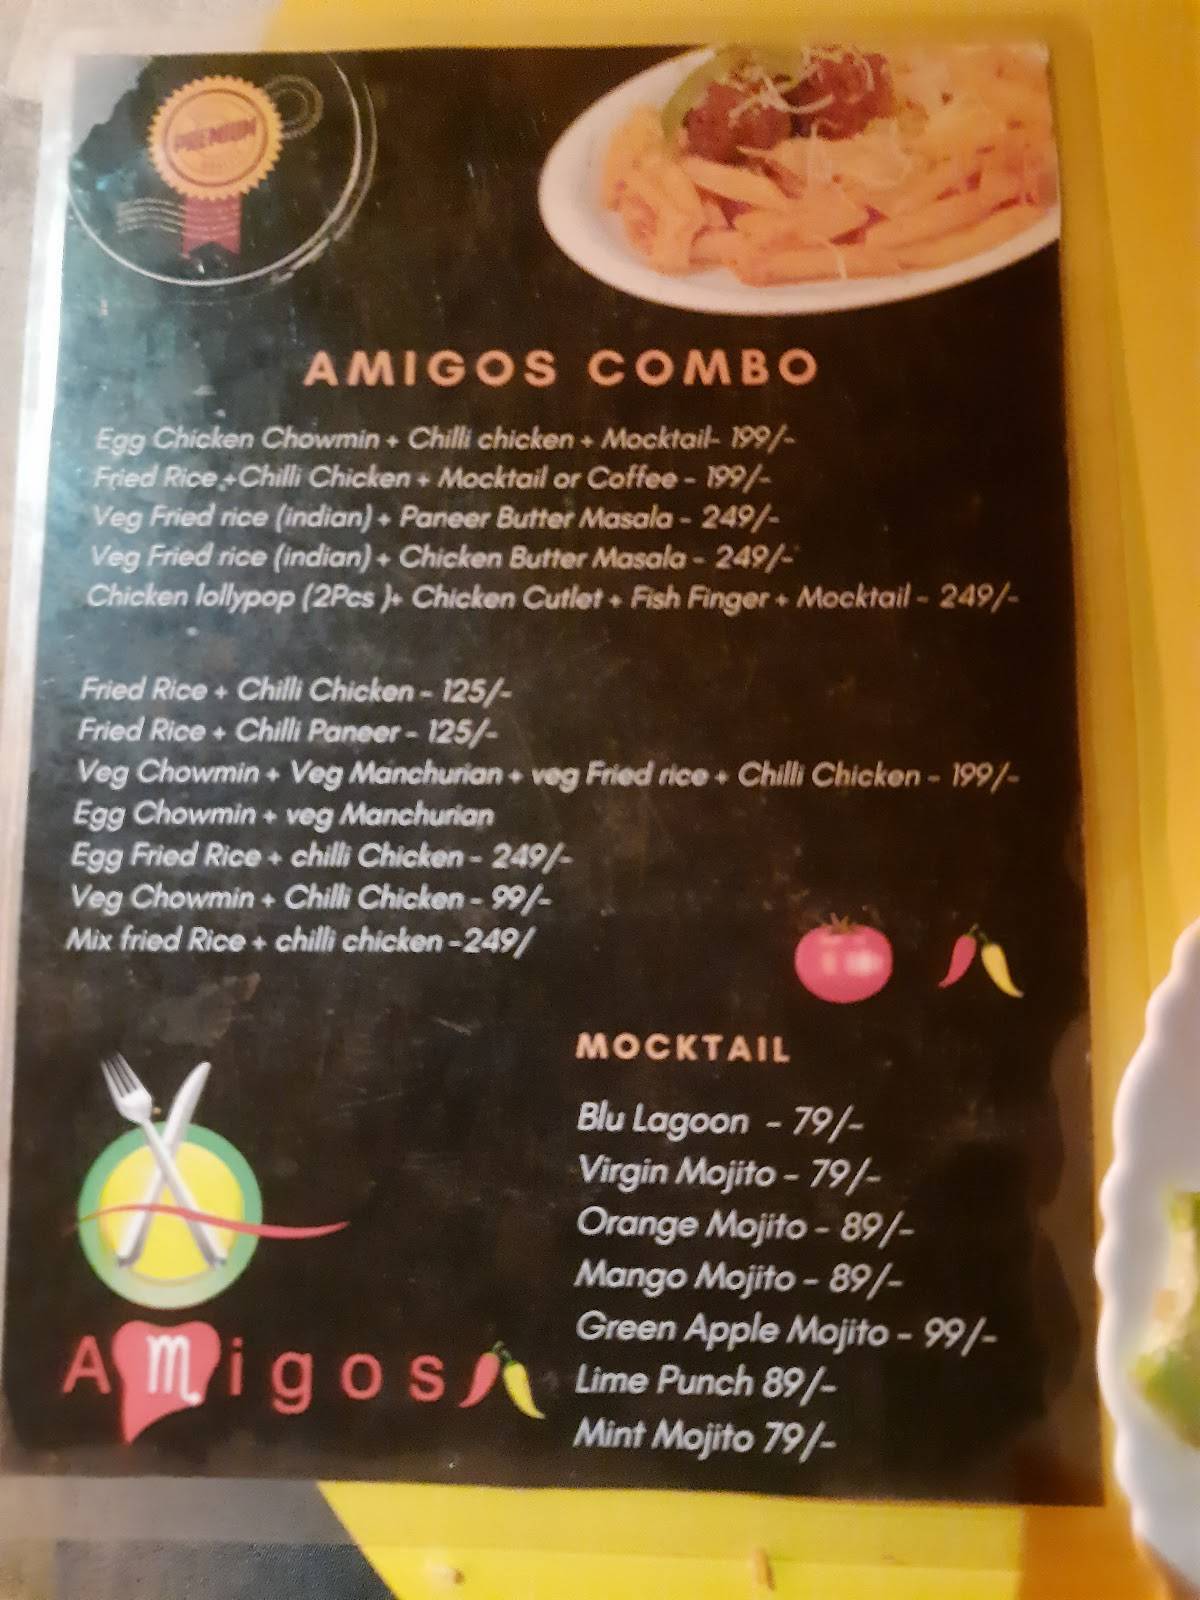 PREMIUM
AMIGOS COMBO
Egg Chicken Chowmin + Chilli chicken + Mocktail- 199/-
Fried Rice +Chilli Chicken + Mocktail or Coffee - 199/-
Veg Fried rice (indian) + Paneer Butter Masala - 249/-
Veg Fried rice (indian) + Chicken Butter Masala - 249/-
Chicken lollypop (2Pcs )+ Chicken Cutlet + Fish Finger + Mocktail - 249/-
Fried Rice + Chilli Chicken - 125/-
Fried Rice + Chilli Paneer - 125/-
Veg Chowmin + Veg Manchurian + veg Fried rice + Chilli Chicken - 199/-
Egg Chowmin + veg Manchurian
Egg Fried Rice + chilli Chicken - 249/-
Veg Chowmin + Chilli Chicken - 99/-
Mix fried Rice + chilli chicken -249/
MOCKTAIL
Blu Lagoon - 79/-
Virgin Mojito - 79/-
Orange Mojito - 89/-
Mango Mojito - 89/-
Green Apple Mojito - 99/-
Lime Punch 89/-
Mint Mojito 79/-
Amigos